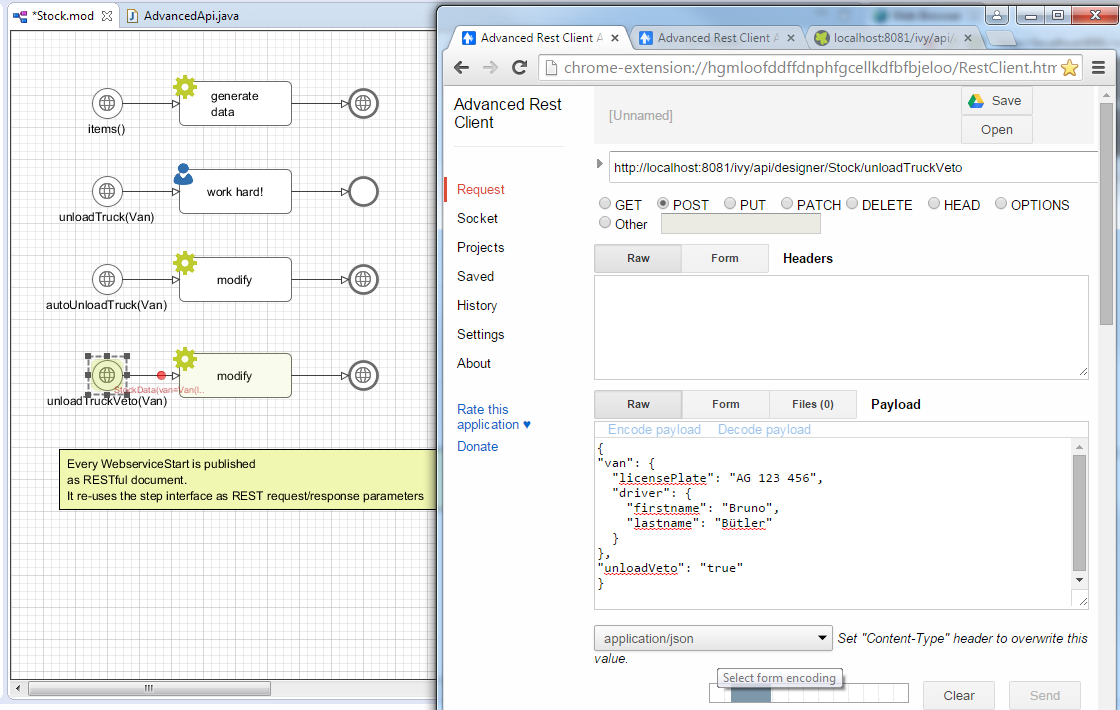 *Stock.mod
AdvancedApi.java
generate
data
items()
work hard!
unloadTruck(Van)
modify
autoUnloadTruck(Van)
modify
StockData(van=Van(l..
unloadTruckVeto(Van)
Every WebserviceStart is published
as RESTful document.
It re-uses the step interface as REST request/response parameters
Advanced Rest Client A
Advanced Rest Client A
localhost:8081/ivy/api/
chrome-extension://hgmloofddffdnphfgcellkdfbfbjeloo/RestClient.htm
Advanced Rest
Client
[Unnamed]
Save
Open
http://localhost:8081/ivy/api/designer/Stock/unloadTruckVeto
Request
Socket
Projects
Saved
History
Settings
About
Rate this
application ♥
Donate
GET POST PUT PATCH DELETE HEAD OPTIONS
Other
Raw Form Headers
Raw Form Files (0) Payload
Encode payload Decode payload
{
"van": {
"licensePlate": "AG 123 456",
"driver": {
"firstname": "Bruno",
"lastname": "Bütler"
}
},
"unloadVeto": "true"
}
application/json Set "Content-Type" header to overwrite this
value.
Select form encoding
Clear Send